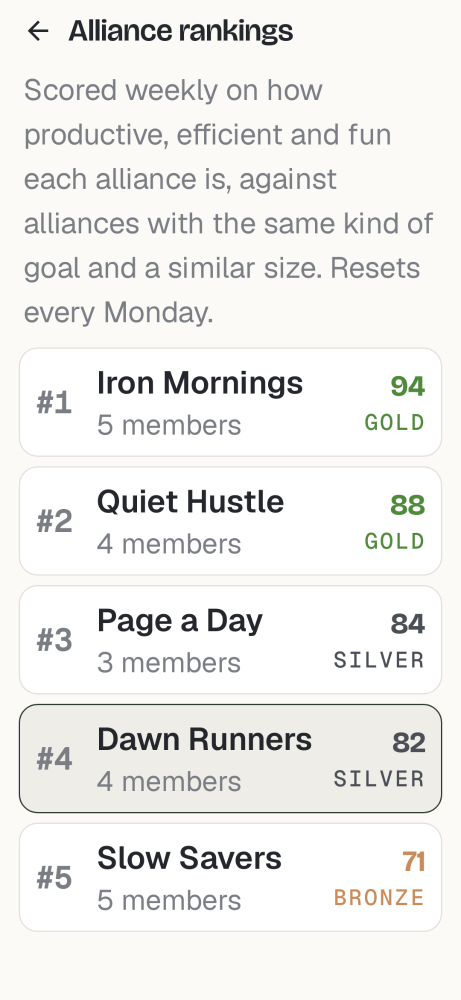 ← Alliance rankings
Scored weekly on how
productive, efficient and fun
each alliance is, against
alliances with the same kind of
goal and a similar size. Resets
every Monday.
#1
Iron Mornings
5 members
94
GOLD
#2
Quiet Hustle
4 members
88
GOLD
#3
Page a Day
3 members
84
SILVER
#4
Dawn Runners
4 members
82
SILVER
#5
Slow Savers
5 members
71
BRONZE